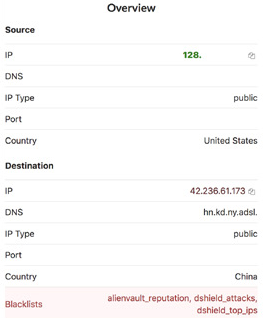 Overview
Source
IP 128.
DNS
IP Type public
Port
Country United States
Destination
IP 42.236.61.173
DNS hn.kd.ny.adsl.
IP Type public
Port
Country China
Blacklists alienvault_reputation, dshield_attacks,
dshield_top_ips